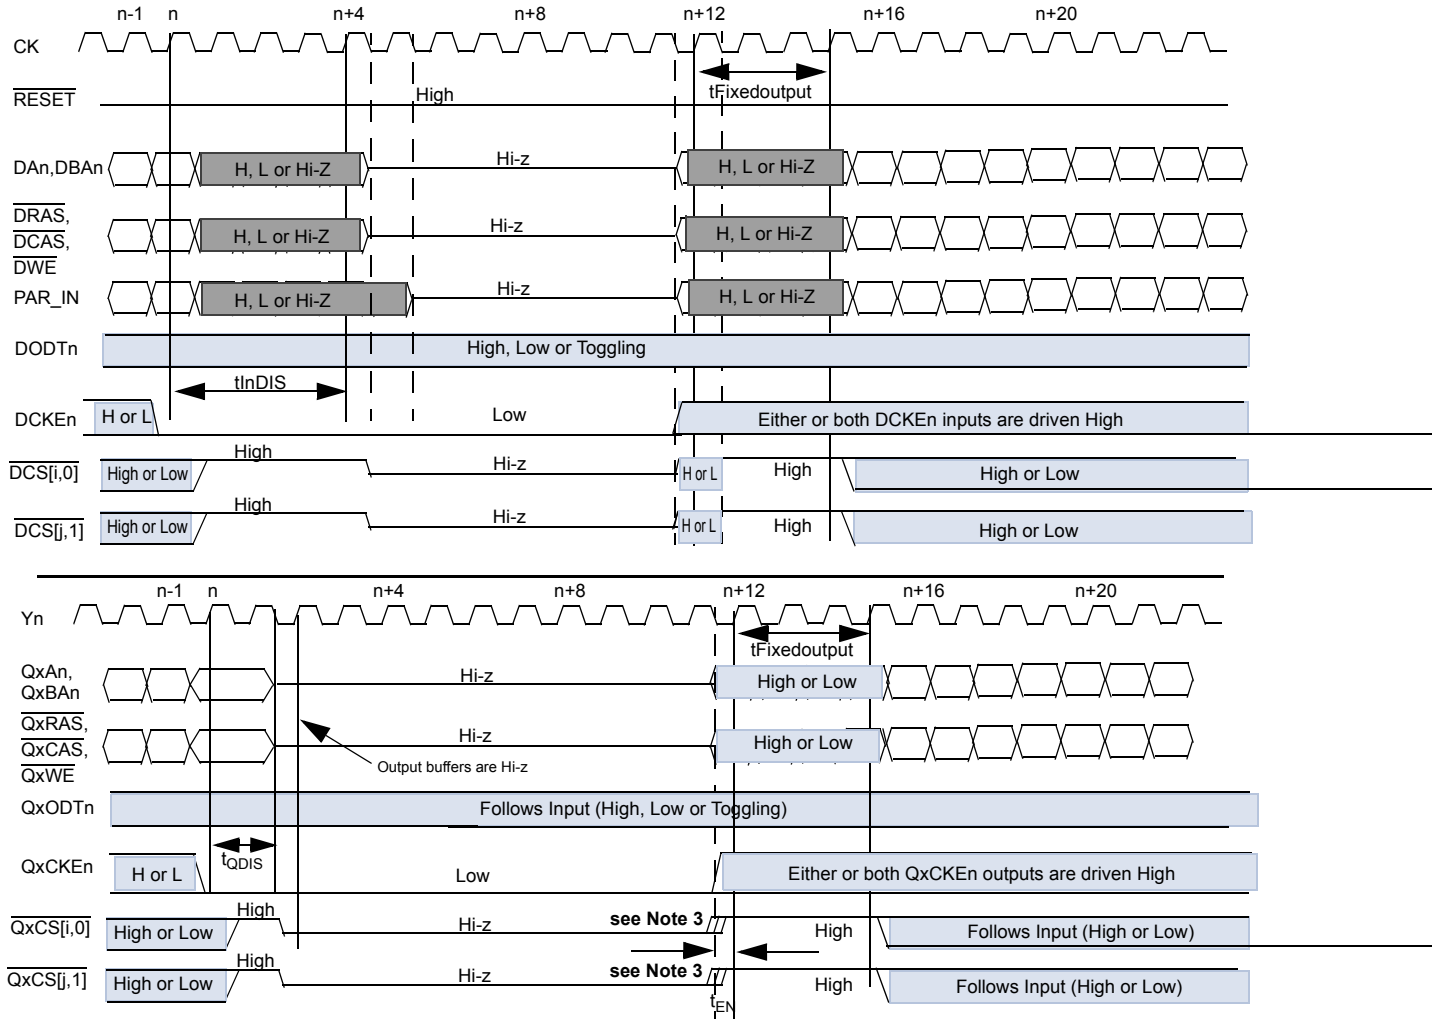 n-1 n n+4 n+8 n+12 n+16 n+20
CK
RESET High tFixedoutput
DAn,DBAn H, L or Hi-Z Hi-z H, L or Hi-Z
DRAS,
DCAS, H, L or Hi-Z Hi-z H, L or Hi-Z
DWE
PAR_IN H, L or Hi-Z Hi-z H, L or Hi-Z
DODTn High, Low or Toggling
tInDIS
DCKEn H or L Low Either or both DCKEn inputs are driven High
DCS[i,0] High or Low High Hi-z H or L High High or Low
DCS[j,1] High or Low High Hi-z H or L High High or Low
n-1 n n+4 n+8 n+12 n+16 n+20
Yn
tFixedoutput
QxAn,
QxBAn Hi-z High or Low
QxRAS,
QxCAS, Hi-z High or Low
QxWE Output buffers are Hi-z
QxODTn Follows Input (High, Low or Toggling)
tQDIS
QxCKEn H or L Low Either or both QxCKEn outputs are driven High
QxCS[i,0] High or Low High Hi-z see Note 3 High Follows Input (High or Low)
QxCS[j,1] High or Low High Hi-z see Note 3 High Follows Input (High or Low)
tEN